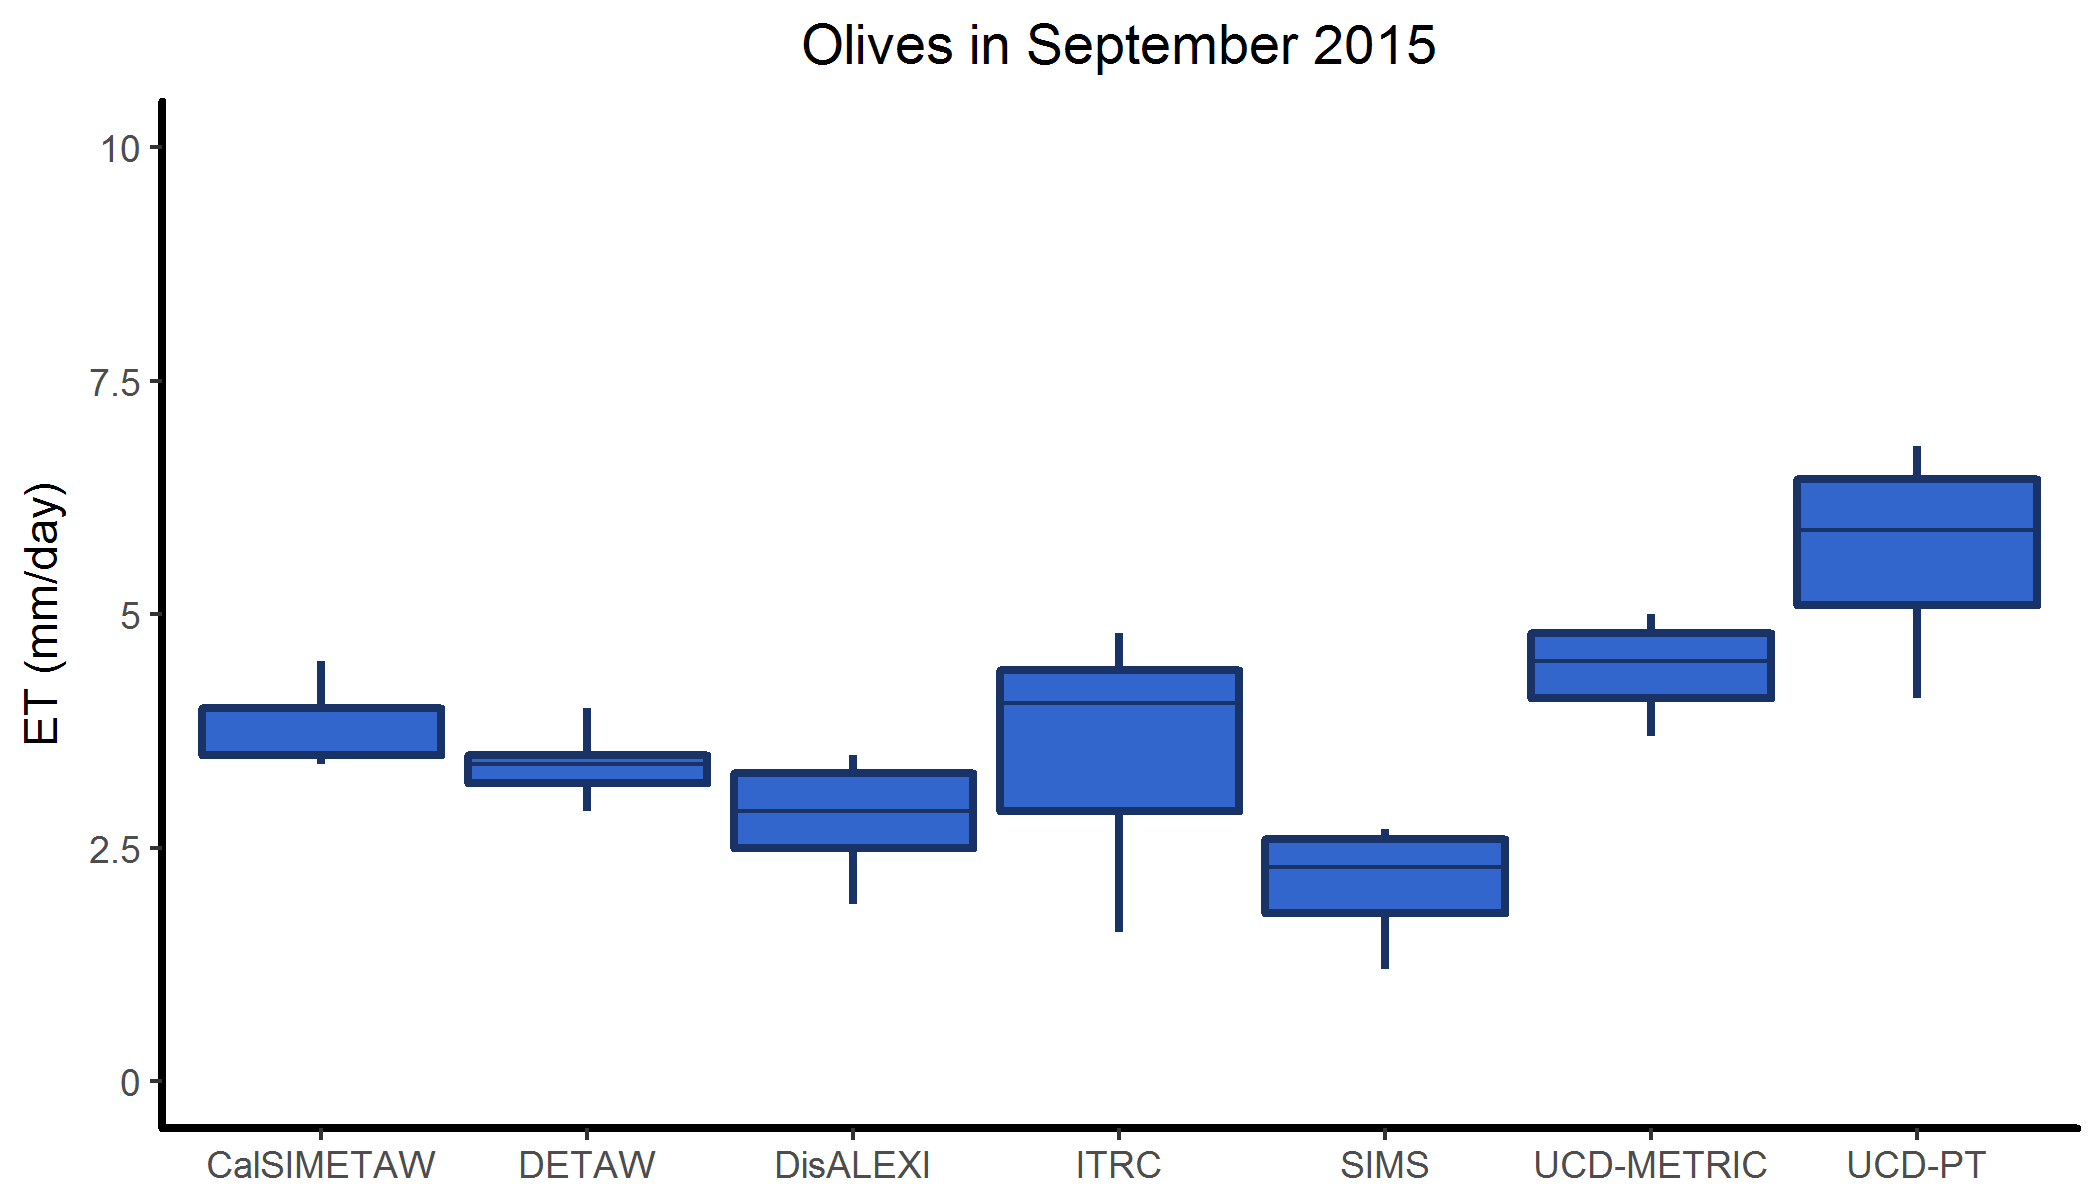 Olives in September 2015
ET (mm/day)
10
7.5
5
2.5
0
CalSIMETAW DETAW DisALEXI ITRC SIMS UCD-METRIC UCD-PT